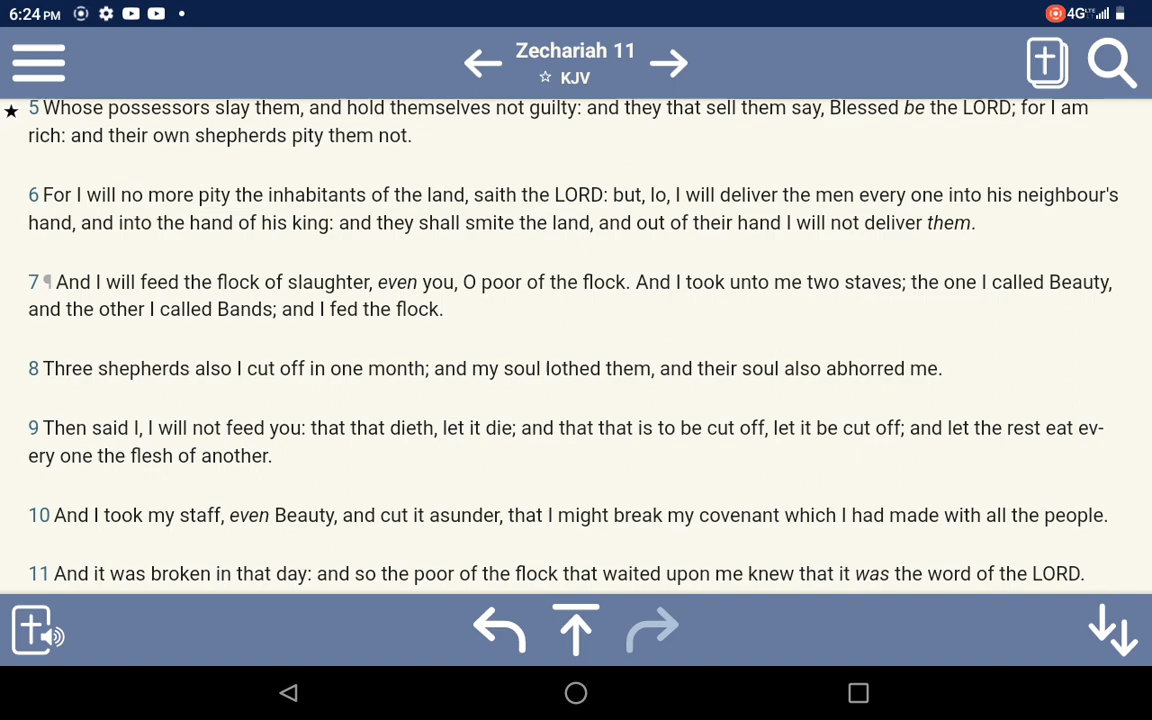 6:24 PM
4G LTE
Zechariah 11
☆ KJV
★ 5 Whose possessors slay them, and hold themselves not guilty: and they that sell them say, Blessed be the LORD; for I am
rich: and their own shepherds pity them not.
6 For I will no more pity the inhabitants of the land, saith the LORD: but, lo, I will deliver the men every one into his neighbour's
hand, and into the hand of his king: and they shall smite the land, and out of their hand I will not deliver them.
7 ¶ And I will feed the flock of slaughter, even you, O poor of the flock. And I took unto me two staves; the one I called Beauty,
and the other I called Bands; and I fed the flock.
8 Three shepherds also I cut off in one month; and my soul lothed them, and their soul also abhorred me.
9 Then said I, I will not feed you: that that dieth, let it die; and that that is to be cut off, let it be cut off; and let the rest eat ev-
ery one the flesh of another.
10 And I took my staff, even Beauty, and cut it asunder, that I might break my covenant which I had made with all the people.
11 And it was broken in that day: and so the poor of the flock that waited upon me knew that it was the word of the LORD.